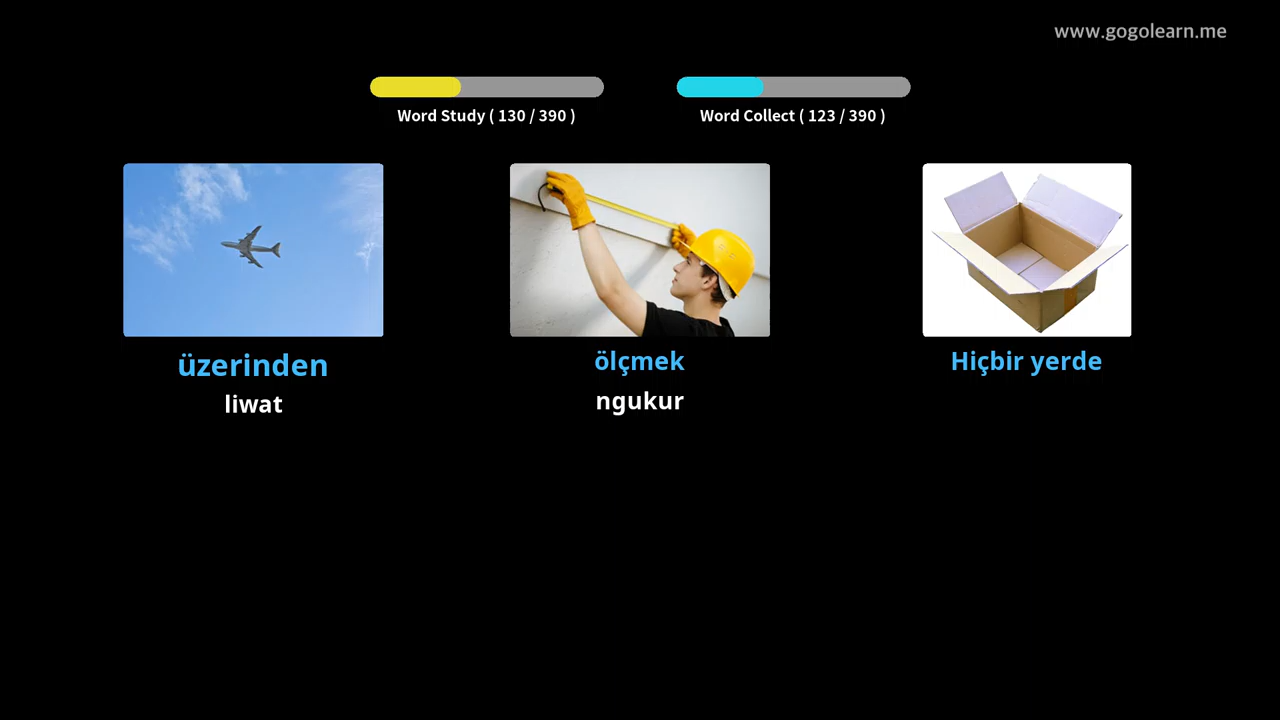 www.gogolearn.me
Word Study ( 130 / 390 )
Word Collect ( 123 / 390 )
üzerinden
liwat
ölçmek
ngukur
Hiçbir yerde